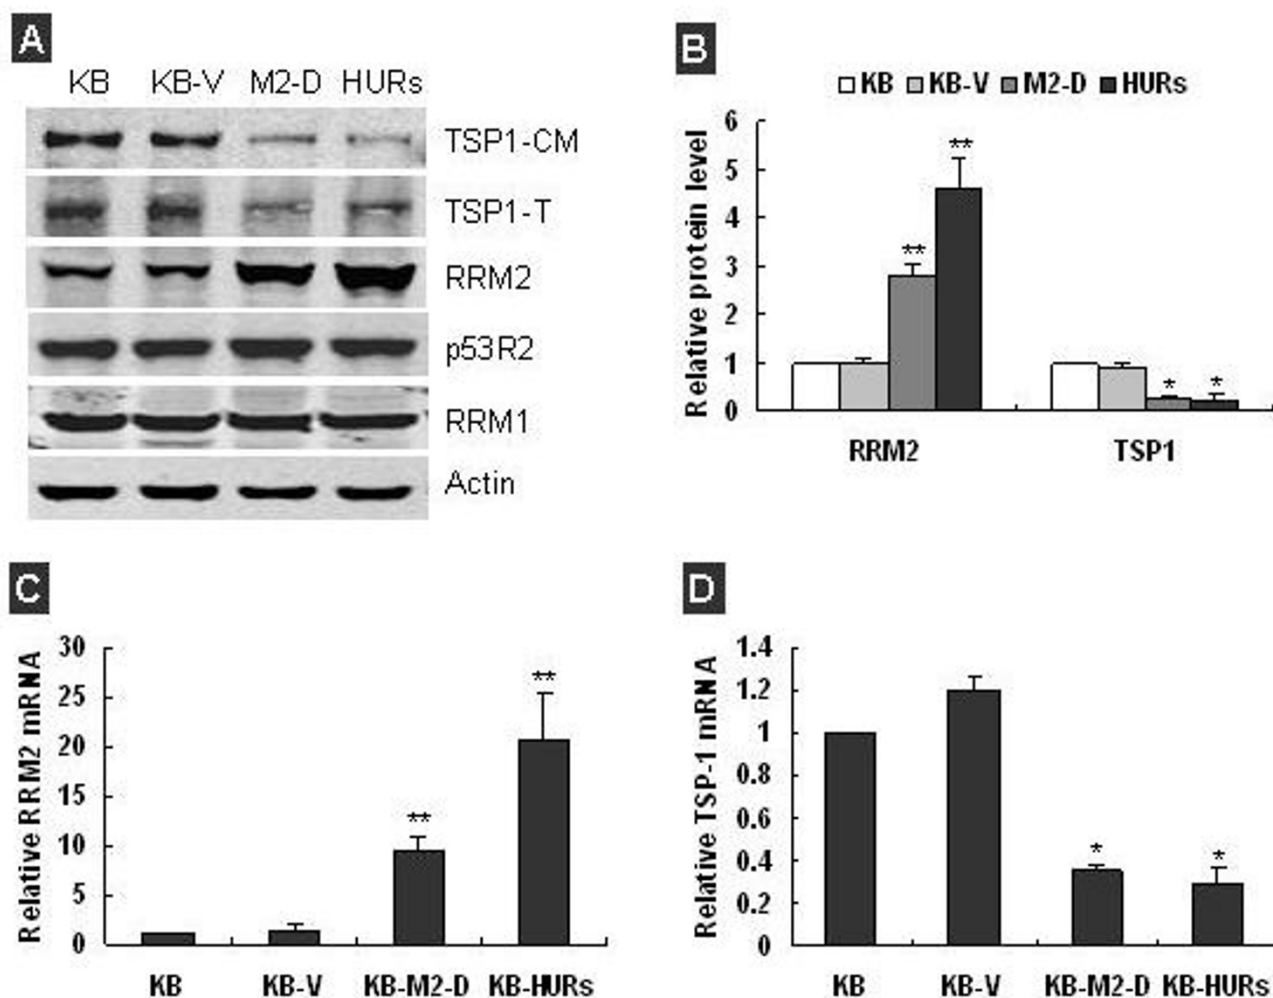 A
KB KB-V M2-D HURs
TSP1-CM
TSP1-T
RRM2
p53R2
RRM1
Actin
B
KB KB-V M2-D HURs
Relative protein level
6
5
4
3
2
1
0
**
**
*
*
RRM2 TSP1
C
Relative RRM2 mRNA
30
25
20
15
10
5
0
**
**
KB KB-V KB-M2-D KB-HURs
D
Relative TSP-1 mRNA
1.4
1.2
1
0.8
0.6
0.4
0.2
0
*
*
KB KB-V KB-M2-D KB-HURs